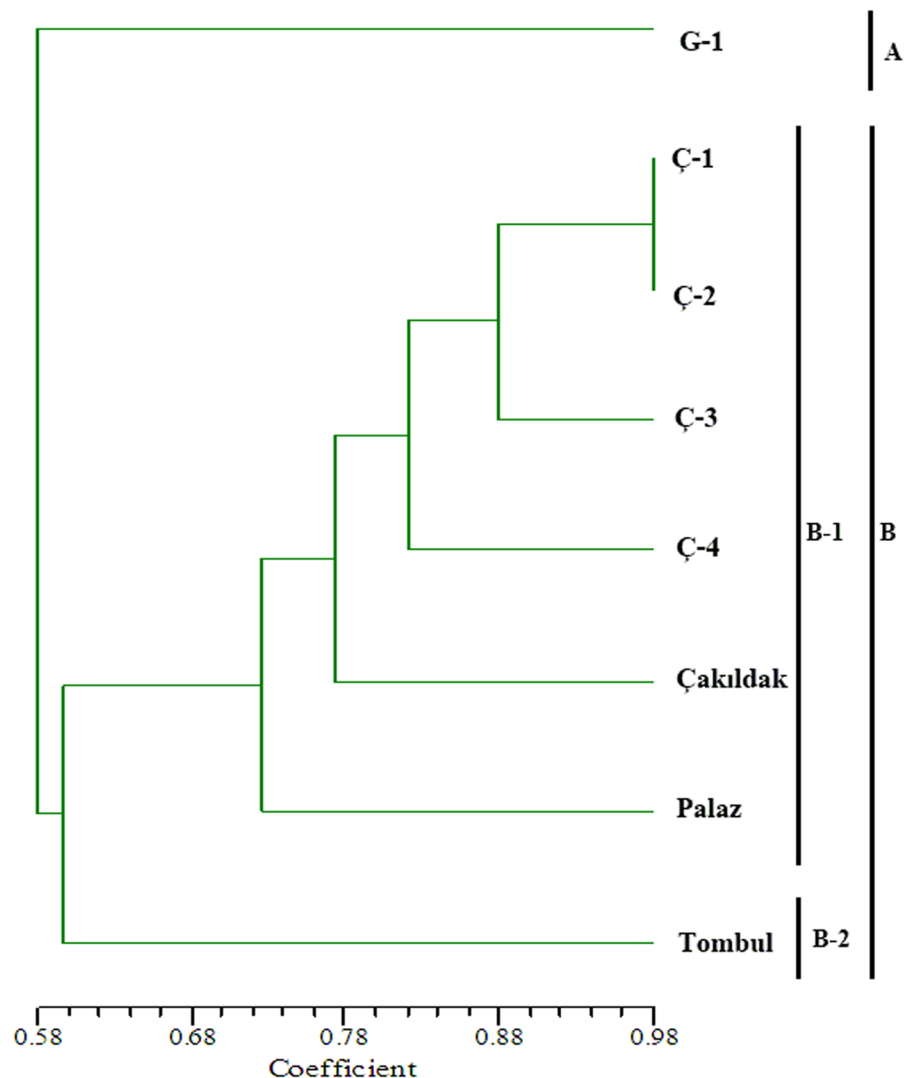 G-1
A
Ç-1
Ç-2
Ç-3
Ç-4
B-1
B
Çakıldak
Palaz
Tombul
B-2
0.58
0.68
0.78
0.88
0.98
Coefficient